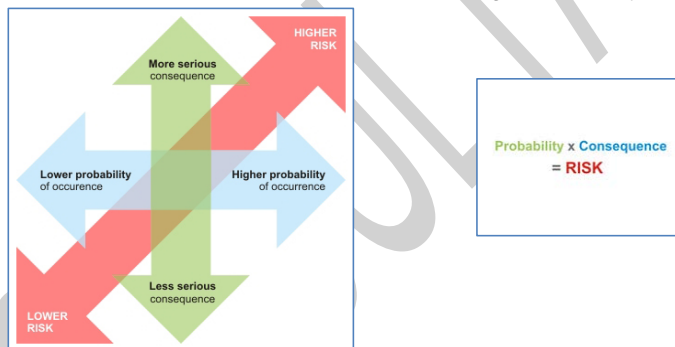 HIGHER
RISK
More serious
consequence
Lower probability
of occurence
Higher probability
of occurrence
Less serious
consequence
LOWER
RISK
Probability x Consequence
= RISK